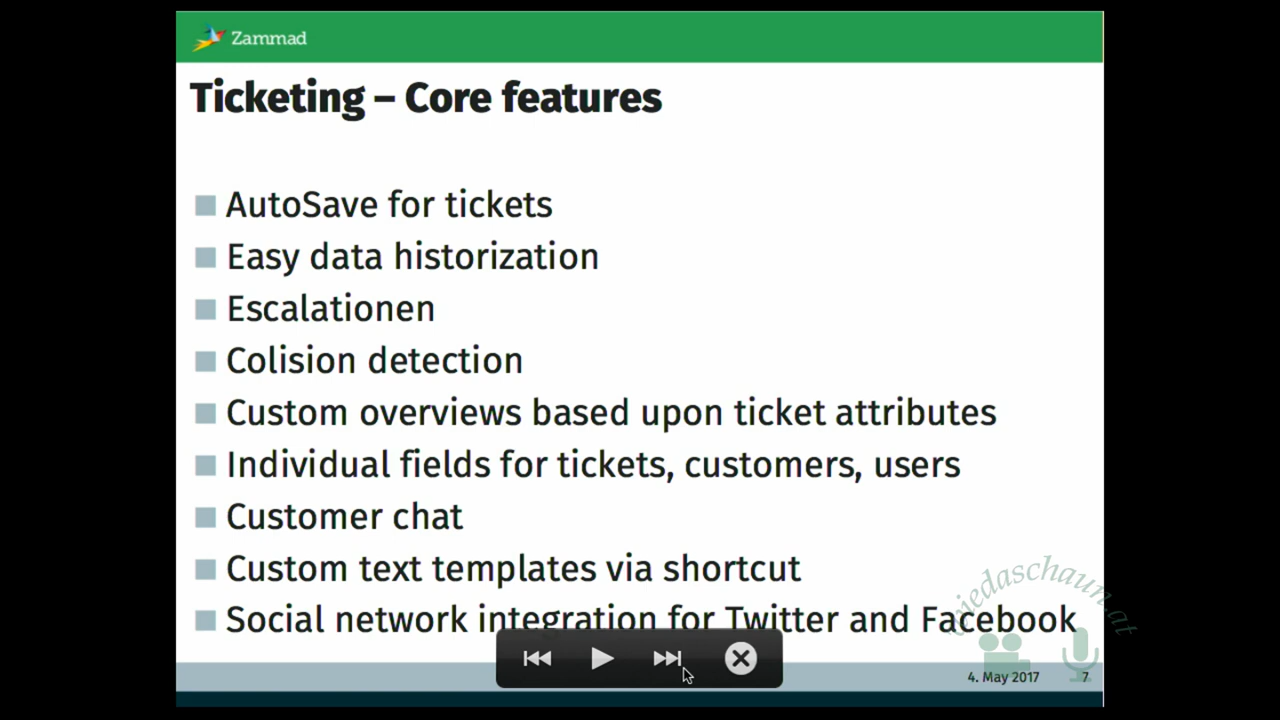 Zammad
Ticketing – Core features
AutoSave for tickets
Easy data historization
Escalationen
Colision detection
Custom overviews based upon ticket attributes
Individual fields for tickets, customers, users
Customer chat
Custom text templates via shortcut
Social network integration for Twitter and Facebook
wiedaschaun.at
4. May 2017 7